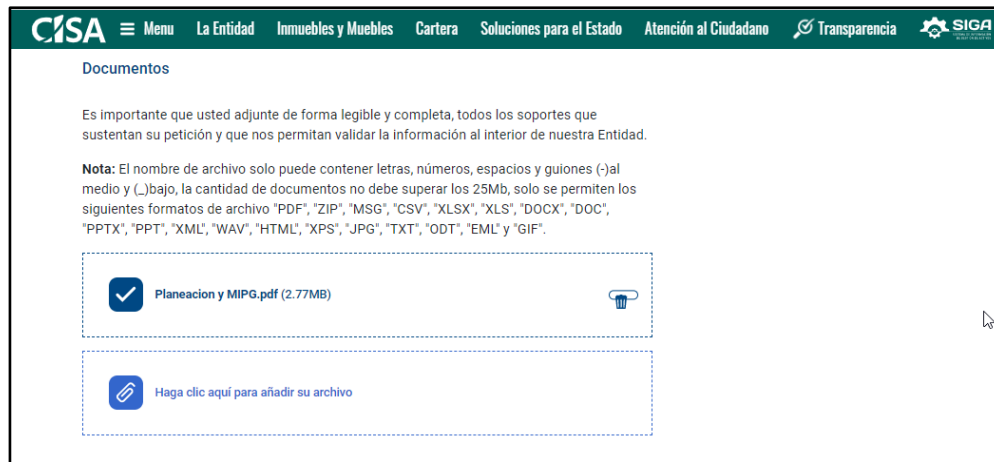 CISA Menu La Entidad Inmuebles y Muebles Cartera Soluciones para el Estado Atención al Ciudadano Transparencia SIGA
Documentos
Es importante que usted adjunte de forma legible y completa, todos los soportes que
sustentan su petición y que nos permitan validar la información al interior de nuestra Entidad.
Nota: El nombre de archivo solo puede contener letras, números, espacios y guiones (-)al
medio y (_)bajo, la cantidad de documentos no debe superar los 25Mb, solo se permiten los
siguientes formatos de archivo "PDF", "ZIP", "MSG", "CSV", "XLSX", "XLS", "DOCX", "DOC",
"PPTX", "PPT", "XML", "WAV", "HTML", "XPS", "JPG", "TXT", "ODT", "EML" y "GIF".
Planeacion y MIPG.pdf (2.77MB)
Haga clic aquí para añadir su archivo